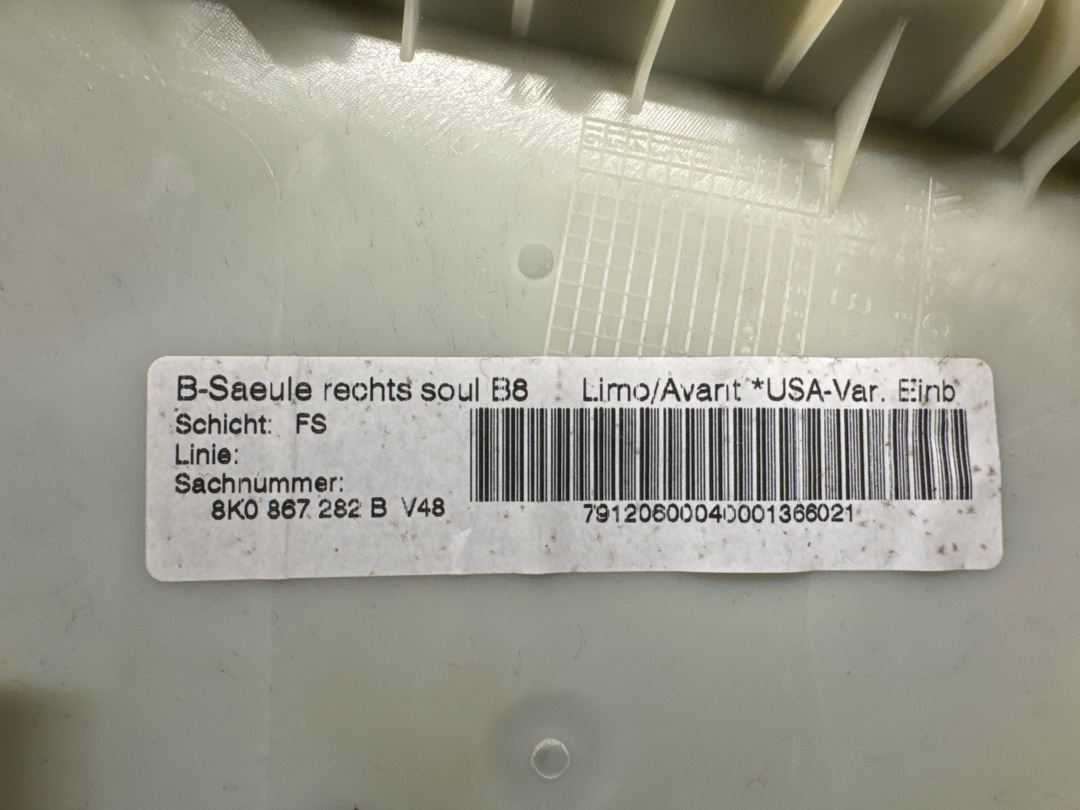 B-Saeule rechts soul B8 Limo/Avant *USA-Var. Einb
Schicht: FS
Linie:
Sachnummer:
8K0 867 282 B V48
79120600040001366021